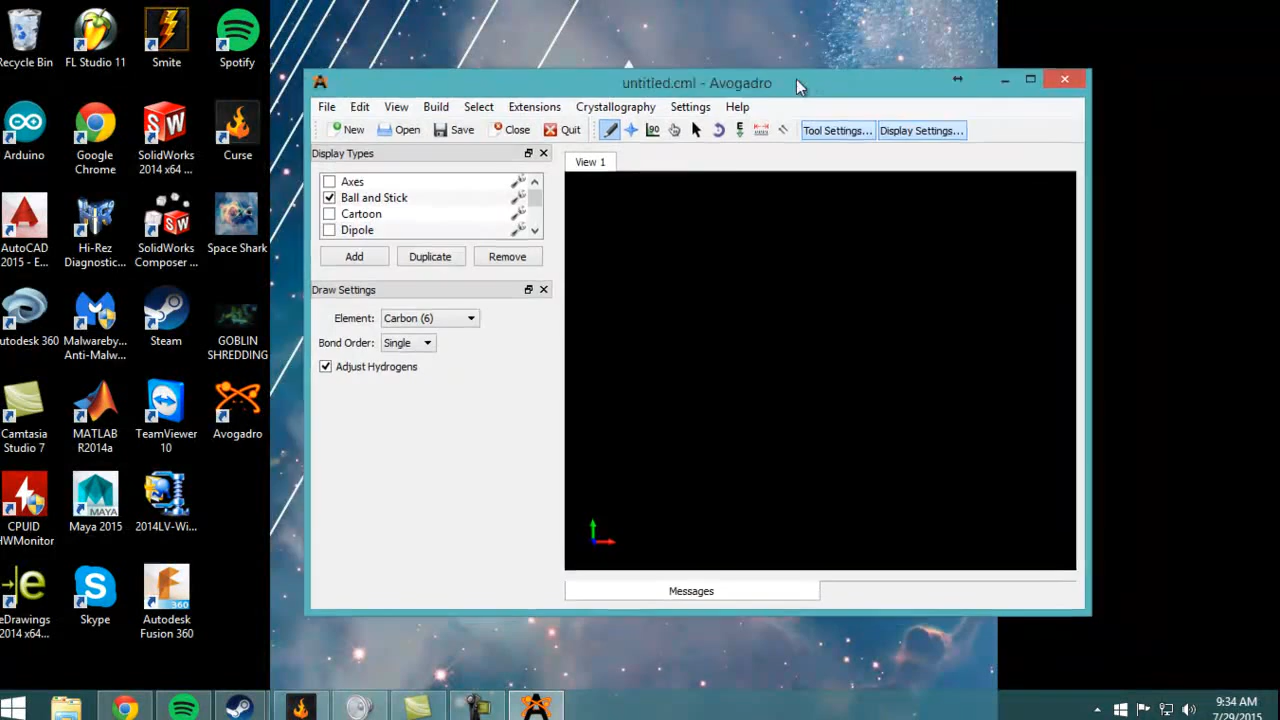 Recycle Bin
FL Studio 11
Smite
Spotify
Arduino
Google
Chrome
SolidWorks
2014 x64 ...
Curse
AutoCAD
2015 - E...
Hi-Rez
Diagnostic...
SolidWorks
Composer ...
Space Shark
utodesk 360
Malwareby...
Anti-Malw...
Steam
GOBLIN
SHREDDING
Camtasia
Studio 7
MATLAB
R2014a
TeamViewer
10
Avogadro
CPUID
HWMonitor
MAYA
Maya 2015
2014LV-Wi...
eDrawings
2014 x64...
Skype
360
Autodesk
Fusion 360
untitled.cml - Avogadro
File Edit View Build Select Extensions Crystallography Settings Help
New Open Save Close Quit 90 E Tool Settings... Display Settings...
Display Types
Axes
Ball and Stick
Cartoon
Dipole
Add Duplicate Remove
Draw Settings
Element: Carbon (6)
Bond Order: Single
Adjust Hydrogens
View 1
Messages
9:34 AM
7/29/2015